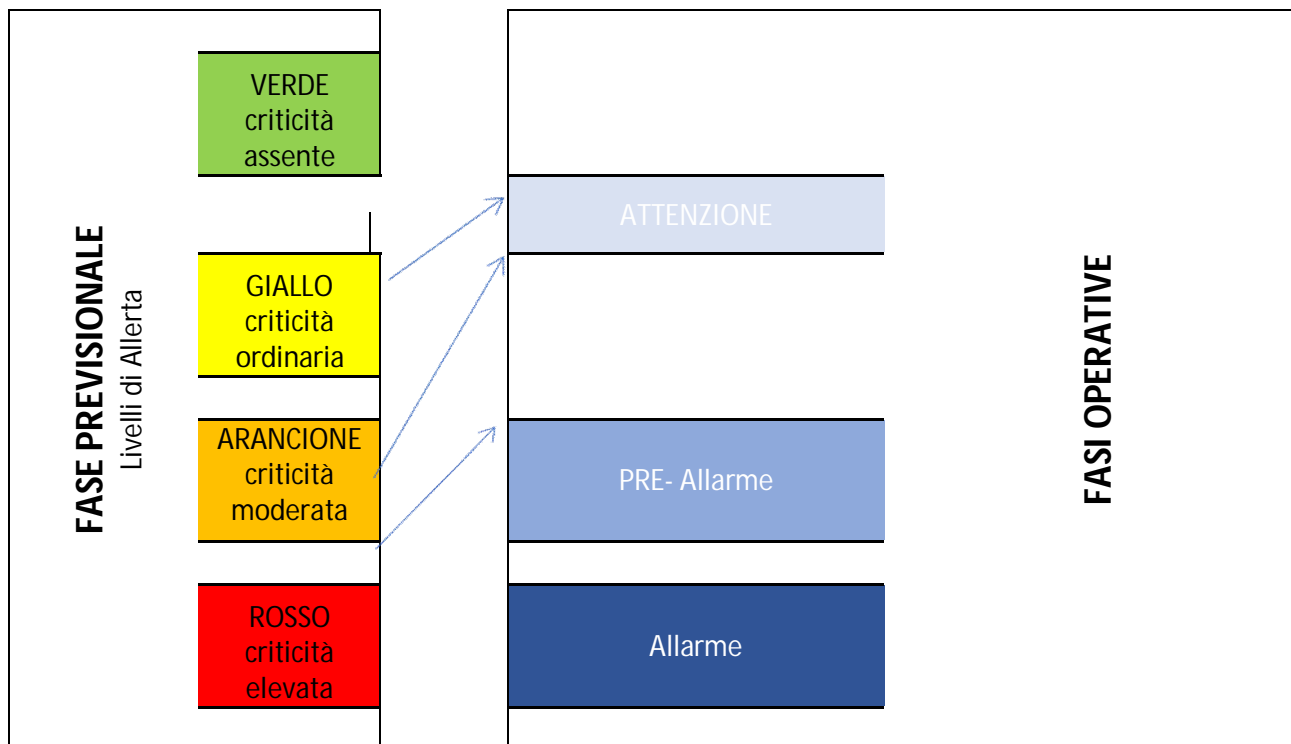 FASE PREVISIONALE
Livelli di Allerta
VERDE
criticità
assente
GIALLO
criticità
ordinaria
ARANCIONE
criticità
moderata
ROSSO
criticità
elevata
ATTENZIONE
PRE- Allarme
Allarme
FASI OPERATIVE